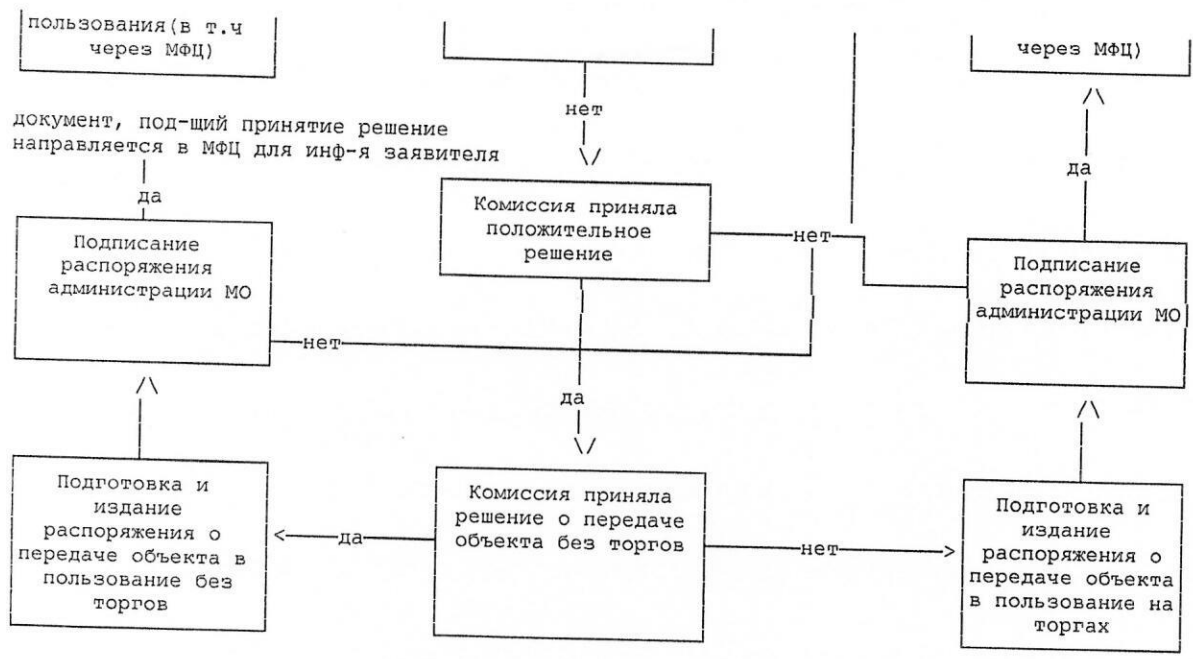 пользования(в т.ч
через МФЦ)
через МФЦ)
нет
документ, под-щий принятие решение
направляется в МФЦ для инф-я заявителя
да
да
Комиссия приняла
положительное
решение
нет
Подписание
распоряжения
администрации МО
Подписание
распоряжения
администрации МО
нет
да
Подготовка и
издание
распоряжения о
передаче объекта в
пользование без
торгов
да
Комиссия приняла
решение о передаче
объекта без торгов
нет
Подготовка и
издание
распоряжения о
передаче объекта
в пользование на
торгах